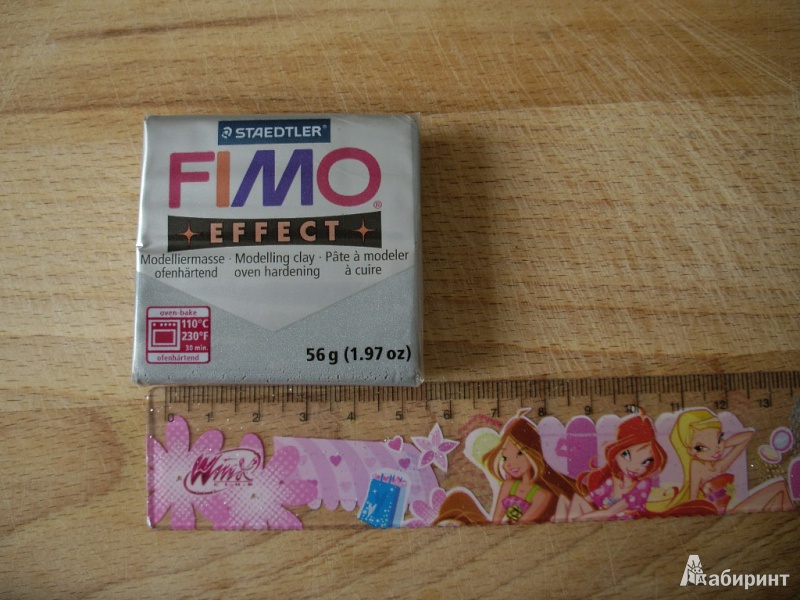 STAEDTLER
FIMO®
EFFECT
Modelliermasse · Modelling clay · Pâte à modeler
ofenhärtend oven hardening à cuire
oven-bake
110°C
230°F
30 min.
ofenhärtend
56 g (1.97 oz)
0 1 2 3 4 5 6 7 8 9 10 11 12 13
Winx
CLUB
Лабиринт